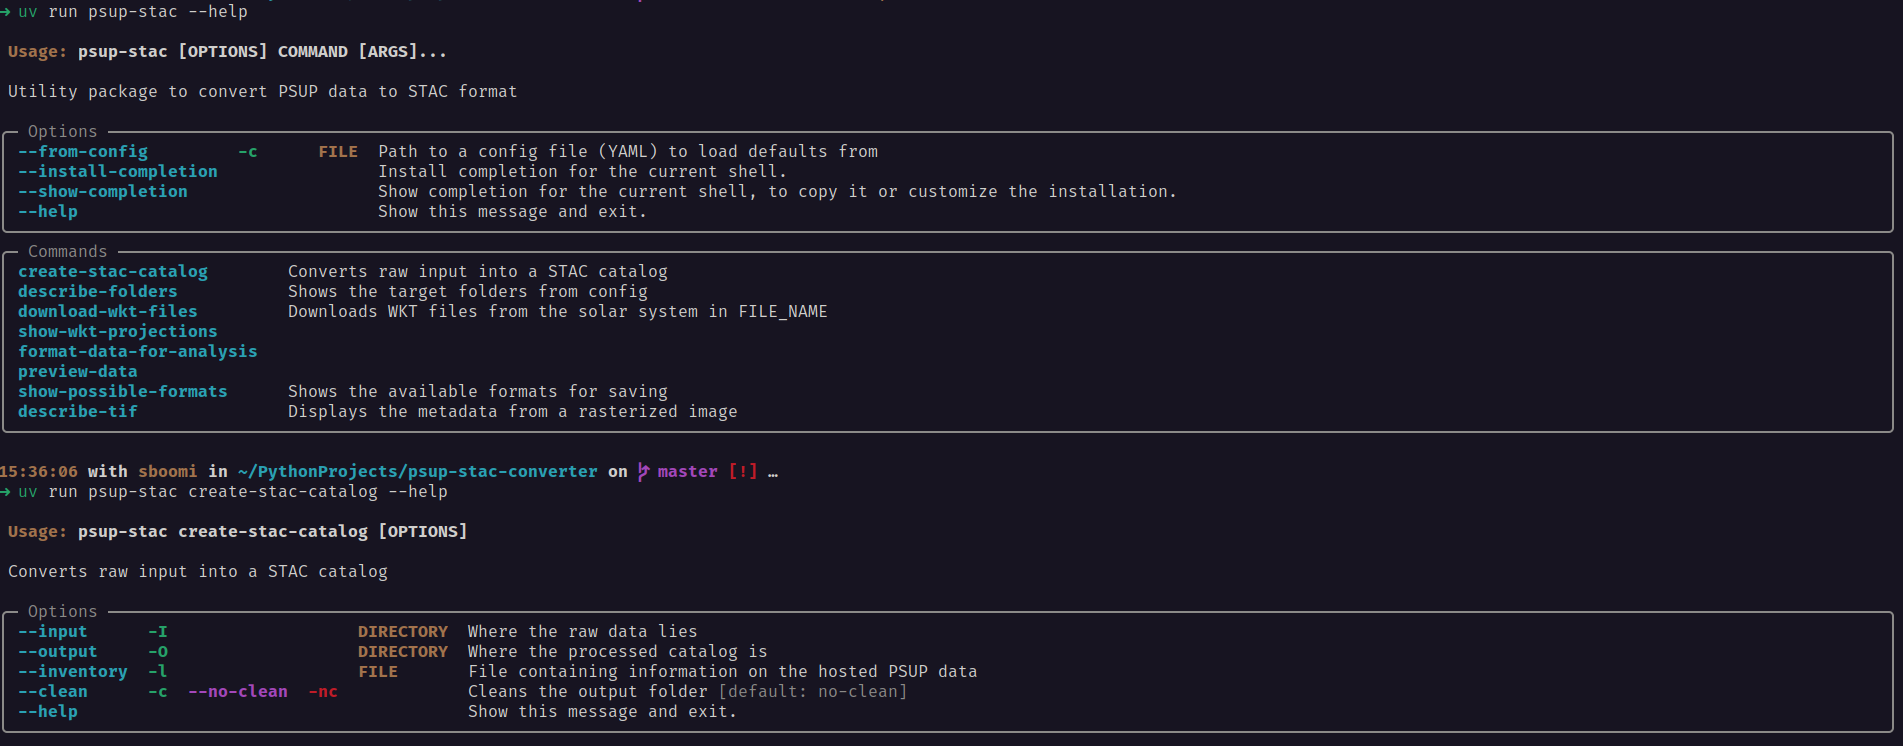 → uv run psup-stac --help
Usage: psup-stac [OPTIONS] COMMAND [ARGS]...
Utility package to convert PSUP data to STAC format
Options
--from-config -c FILE Path to a config file (YAML) to load defaults from
--install-completion Install completion for the current shell.
--show-completion Show completion for the current shell, to copy it or customize the installation.
--help Show this message and exit.
Commands
create-stac-catalog Converts raw input into a STAC catalog
describe-folders Shows the target folders from config
download-wkt-files Downloads WKT files from the solar system in FILE_NAME
show-wkt-projections
format-data-for-analysis
preview-data
show-possible-formats Shows the available formats for saving
describe-tif Displays the metadata from a rasterized image
15:36:06 with sboomi in ~/PythonProjects/psup-stac-converter on master [!] …
→ uv run psup-stac create-stac-catalog --help
Usage: psup-stac create-stac-catalog [OPTIONS]
Converts raw input into a STAC catalog
Options
--input -I DIRECTORY Where the raw data lies
--output -O DIRECTORY Where the processed catalog is
--inventory -l FILE File containing information on the hosted PSUP data
--clean -c --no-clean -nc Cleans the output folder [default: no-clean]
--help Show this message and exit.